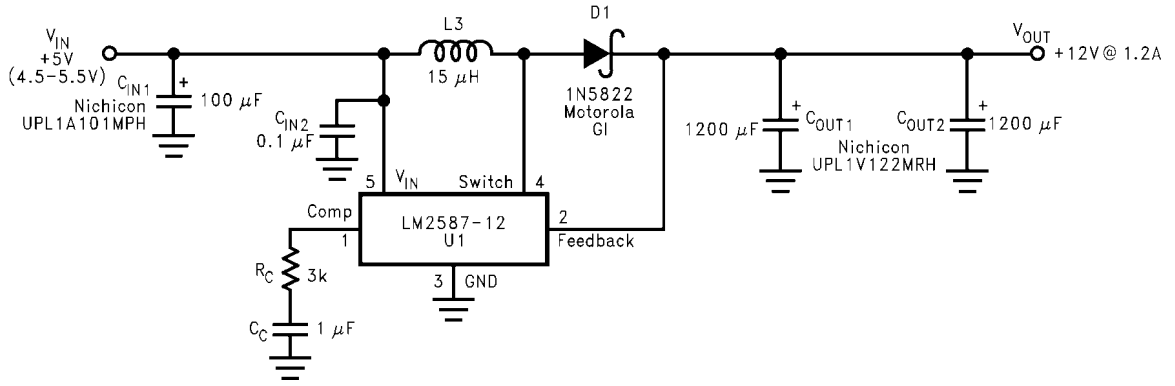 V_IN
+5V
(4.5-5.5V)
C_IN1
+
100 μF
Nichicon
UPL1A101MPH
L3
15 μH
D1
1N5822
Motorola
GI
V_OUT
+12V@ 1.2A
C_IN2
0.1 μF
1200 μF
+
C_OUT1
C_OUT2
+
1200 μF
Nichicon
UPL1V122MRH
5
V_IN
Switch
4
Comp
1
LM2587-12
U1
2
Feedback
3
GND
R_C
3k
C_C
1 μF